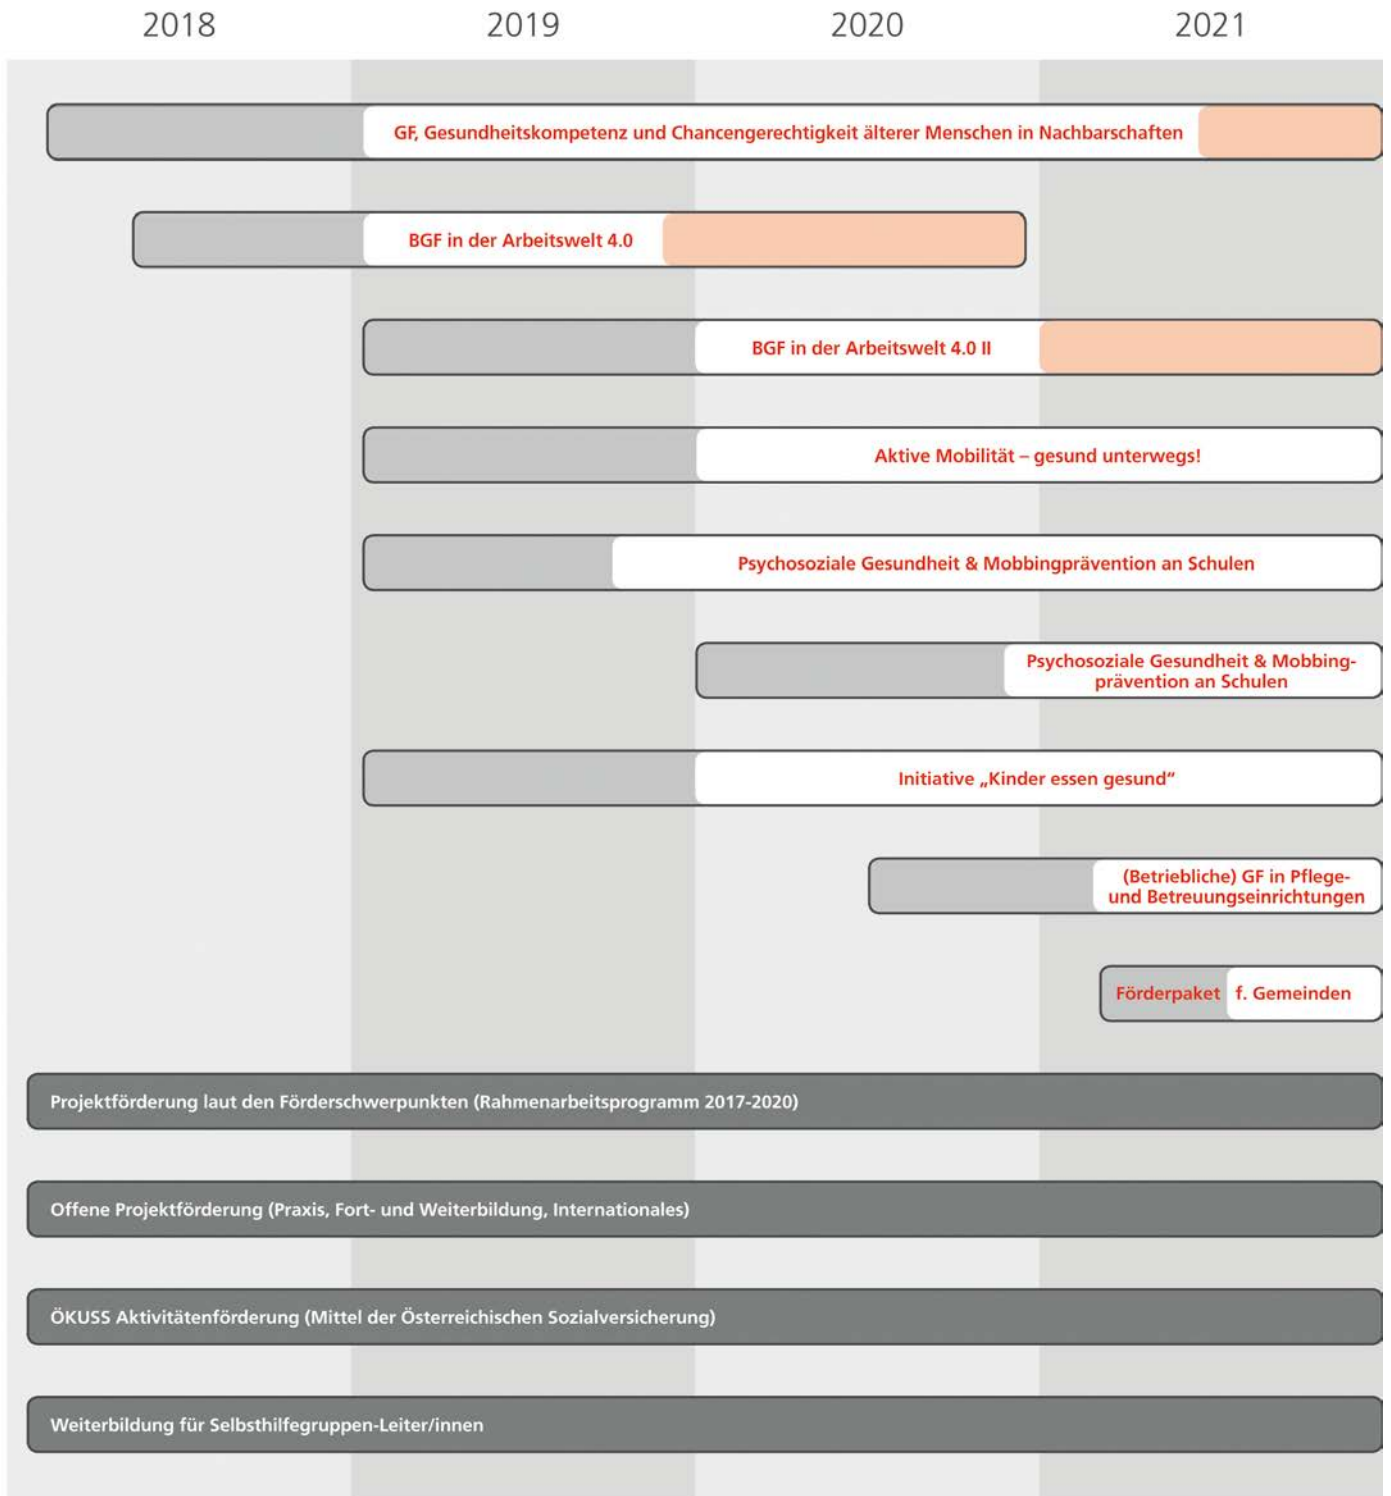 2018 2019 2020 2021
GF, Gesundheitskompetenz und Chancengerechtigkeit älterer Menschen in Nachbarschaften
BGF in der Arbeitswelt 4.0
BGF in der Arbeitswelt 4.0 II
Aktive Mobilität – gesund unterwegs!
Psychosoziale Gesundheit & Mobbingprävention an Schulen
Psychosoziale Gesundheit & Mobbing-
prävention an Schulen
Initiative „Kinder essen gesund“
(Betriebliche) GF in Pflege-
und Betreuungseinrichtungen
Förderpaket f. Gemeinden
Projektförderung laut den Förderschwerpunkten (Rahmenarbeitsprogramm 2017-2020)
Offene Projektförderung (Praxis, Fort- und Weiterbildung, Internationales)
ÖKUSS Aktivitätenförderung (Mittel der Österreichischen Sozialversicherung)
Weiterbildung für Selbsthilfegruppen-Leiter/innen